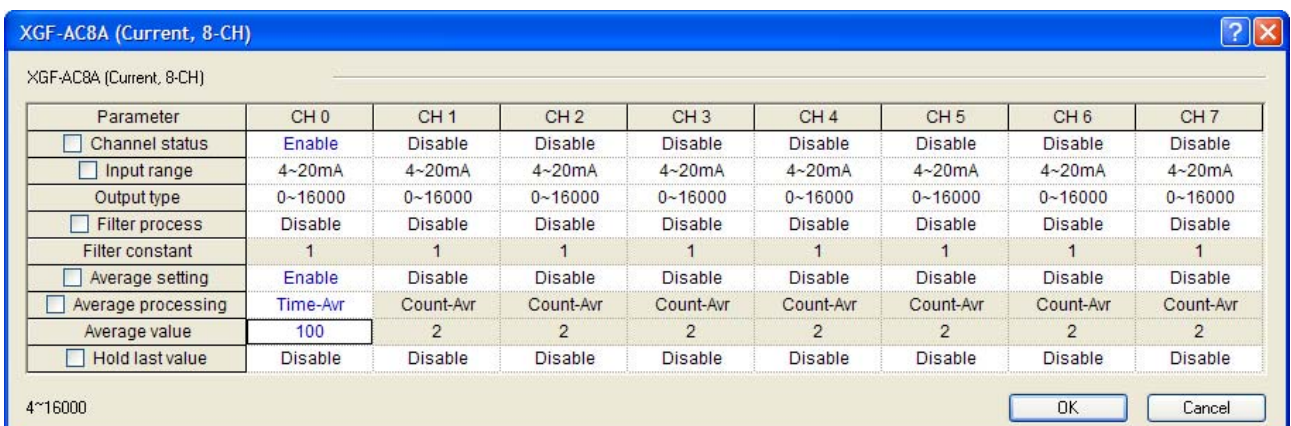 XGF-AC8A (Current, 8-CH)
XGF-AC8A (Current, 8-CH)
Parameter CH 0 CH 1 CH 2 CH 3 CH 4 CH 5 CH 6 CH 7
Channel status Enable Disable Disable Disable Disable Disable Disable Disable
Input range 4~20mA 4~20mA 4~20mA 4~20mA 4~20mA 4~20mA 4~20mA 4~20mA
Output type 0~16000 0~16000 0~16000 0~16000 0~16000 0~16000 0~16000 0~16000
Filter process Disable Disable Disable Disable Disable Disable Disable Disable
Filter constant 1 1 1 1 1 1 1 1
Average setting Enable Disable Disable Disable Disable Disable Disable Disable
Average processing Time-Avr Count-Avr Count-Avr Count-Avr Count-Avr Count-Avr Count-Avr Count-Avr
Average value 100 2 2 2 2 2 2 2
Hold last value Disable Disable Disable Disable Disable Disable Disable Disable
4~16000 OK Cancel